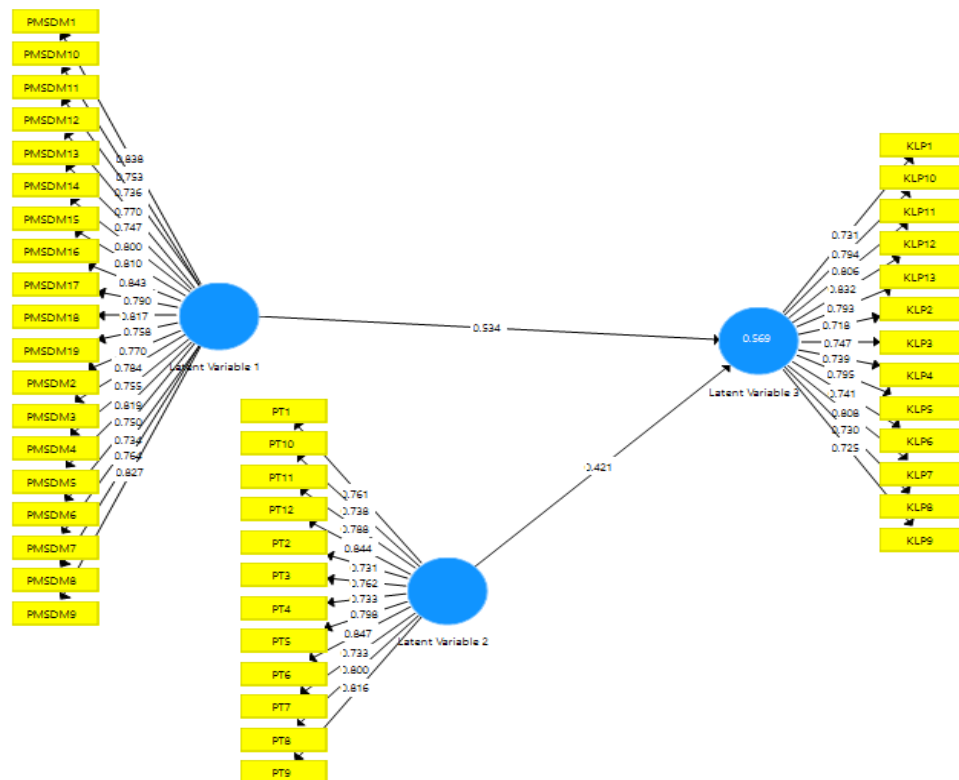 PMSDM1
PMSDM10
PMSDM11
PMSDM12
PMSDM13
PMSDM14
PMSDM15
PMSDM16
PMSDM17
PMSDM18
PMSDM19
PMSDM2
PMSDM3
PMSDM4
PMSDM5
PMSDM6
PMSDM7
PMSDM8
PMSDM9
0.838
0.753
0.736
0.770
0.747
0.800
0.810
0.843
0.790
0.817
0.758
0.770
0.784
0.755
0.819
0.750
0.734
0.764
0.827
Latent Variable 1
0.534
PT1
PT10
PT11
PT12
PT2
PT3
PT4
PT5
PT6
PT7
PT8
PT9
0.761
0.738
0.788
0.844
0.731
0.762
0.733
0.798
0.847
0.733
0.800
0.816
Latent Variable 2
0.421
0.569
Latent Variable 3
0.731
0.794
0.806
0.832
0.793
0.718
0.747
0.739
0.795
0.741
0.808
0.730
0.725
KLP1
KLP10
KLP11
KLP12
KLP13
KLP2
KLP3
KLP4
KLP5
KLP6
KLP7
KLP8
KLP9